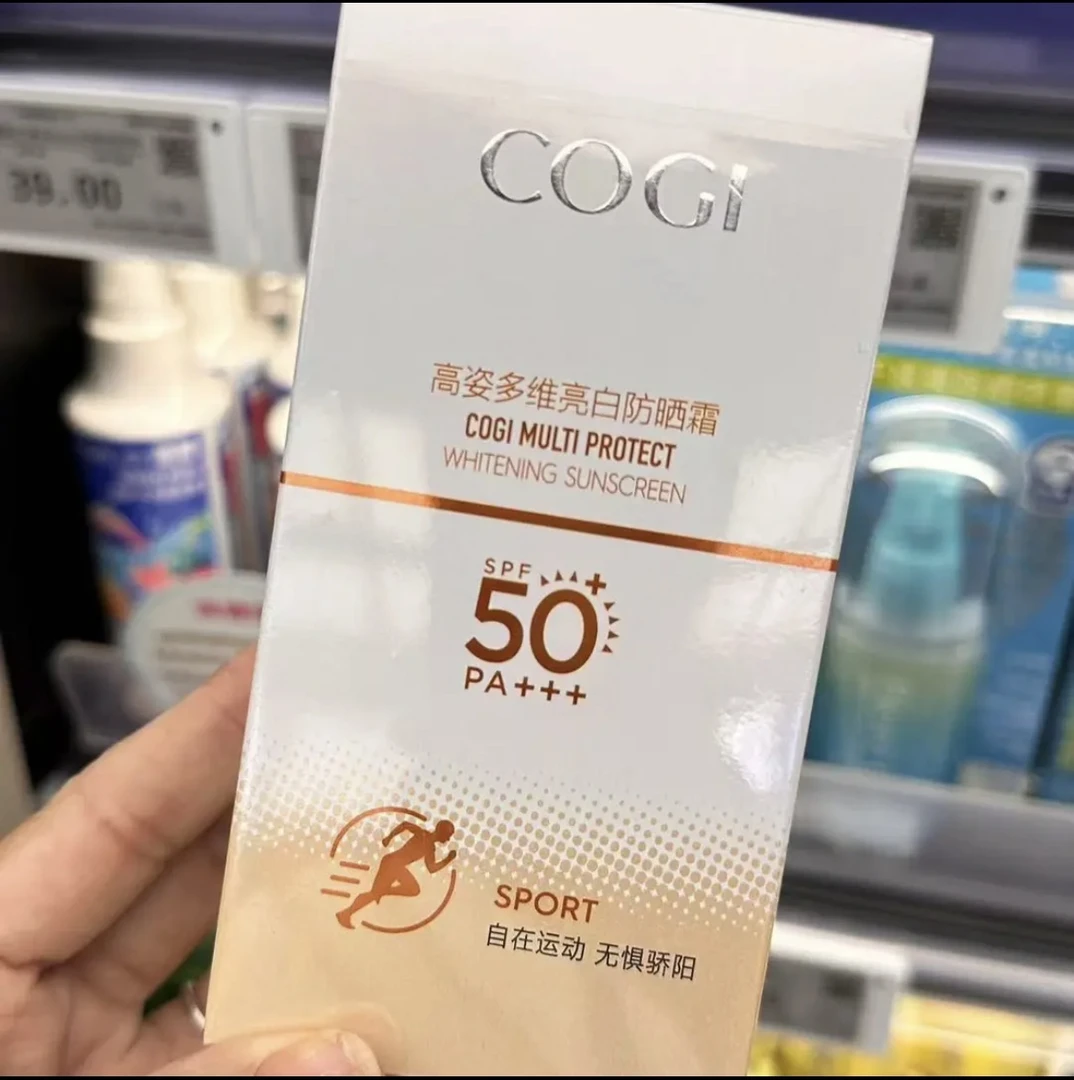 39.00
COGI
高姿多维亮白防晒霜
COGI MULTI PROTECT
WHITENING SUNSCREEN
SPF
50+
PA+++
SPORT
自在运动 无惧骄阳